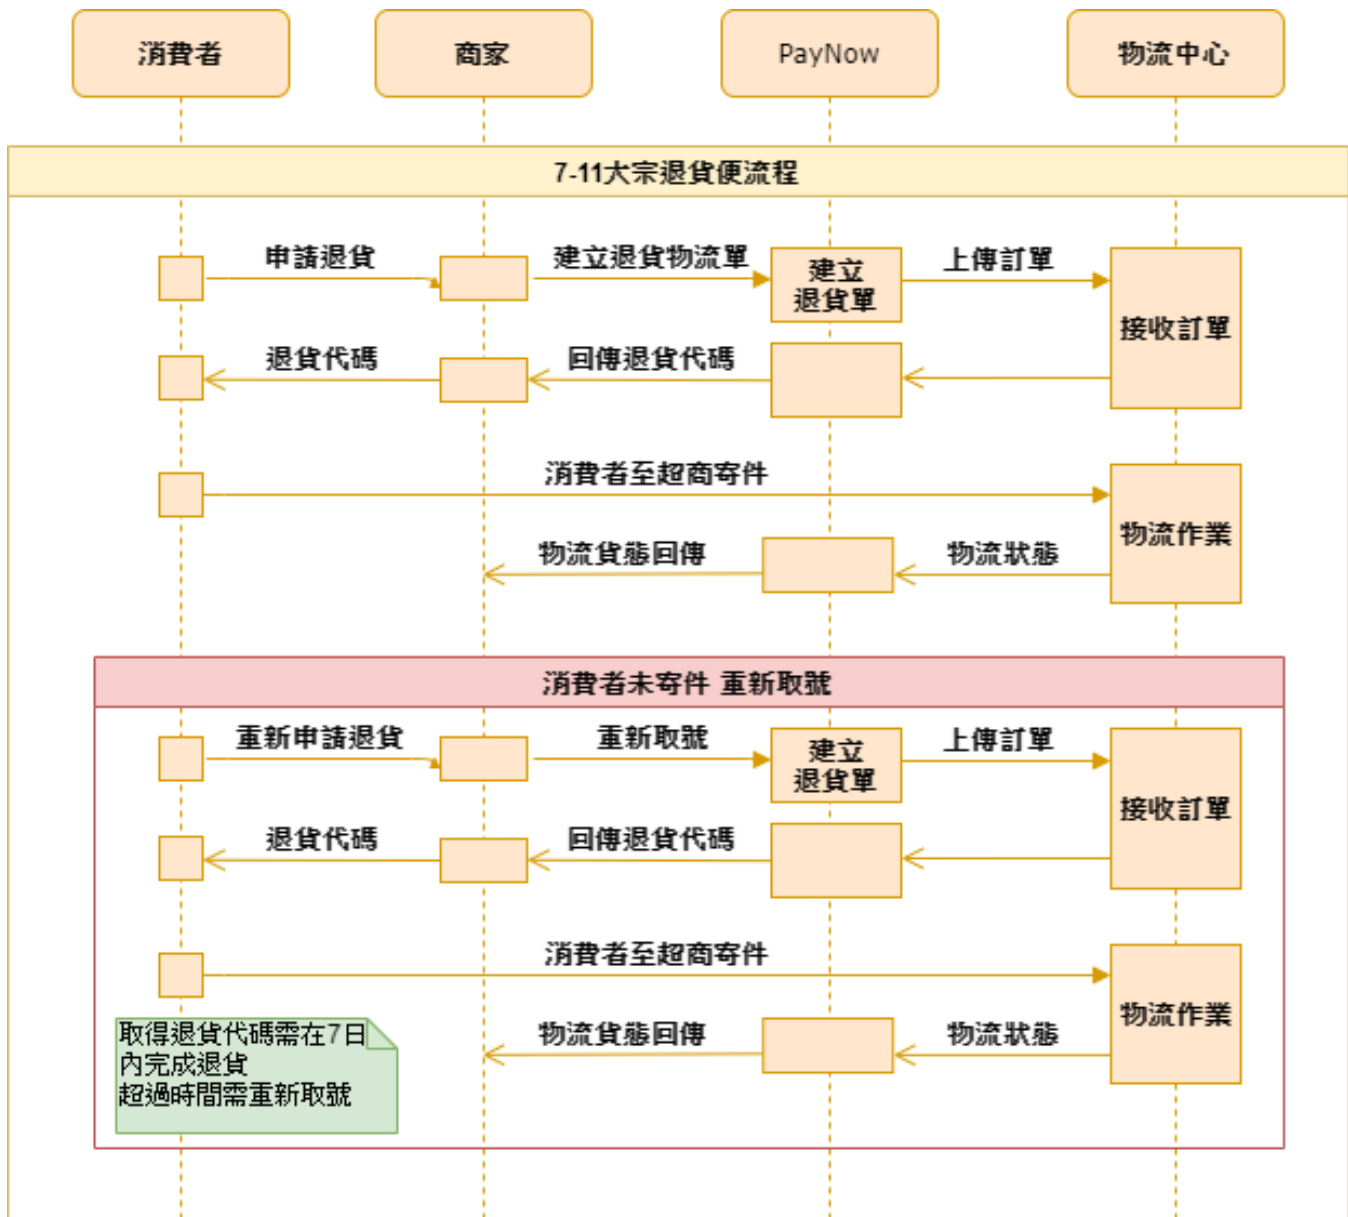 消費者
商家
PayNow
物流中心
7-11大宗退貨便流程
申請退貨
建立退貨物流單
建立
退貨單
上傳訂單
接收訂單
退貨代碼
回傳退貨代碼
消費者至超商寄件
物流作業
物流貨態回傳
物流狀態
消費者未寄件 重新取號
重新申請退貨
重新取號
建立
退貨單
上傳訂單
接收訂單
退貨代碼
回傳退貨代碼
消費者至超商寄件
物流作業
物流貨態回傳
物流狀態
取得退貨代碼需在7日
內完成退貨
超過時間需重新取號